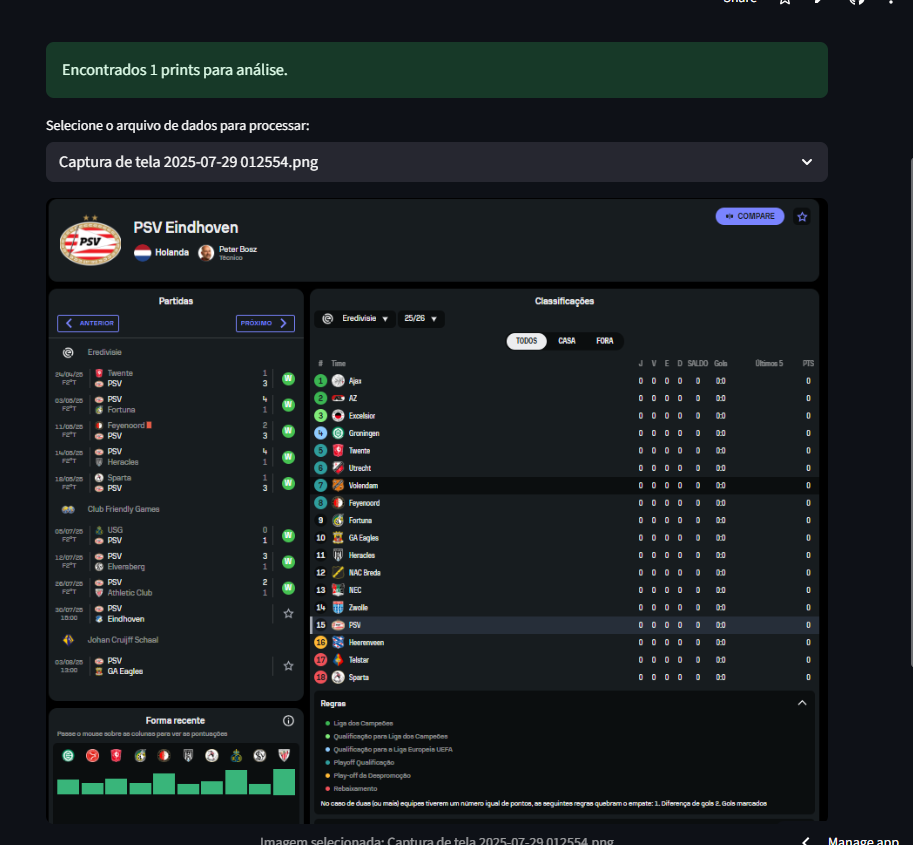 Share
Encontrados 1 prints para análise.
Selecione o arquivo de dados para processar:
Captura de tela 2025-07-29 012554.png
PSV Eindhoven
Holanda
Peter Bosz
Técnico
COMPARE
Partidas
ANTERIOR
PRÓXIMO
Eredivisie
24/04/25 Twente 1
F2ºT PSV 3 W
03/05/25 PSV 4
F2ºT Fortuna 1 W
11/05/25 Feyenoord 2
F2ºT PSV 3 W
14/05/25 PSV 4
F2ºT Heracles 1 W
18/05/25 Sparta 1
F2ºT PSV 3 W
Club Friendly Games
05/07/25 USG 0
F2ºT PSV 1 W
12/07/25 PSV 3
F2ºT Elversberg 1 W
26/07/25 PSV 2
F2ºT Athletic Club 1 W
30/07/25 PSV
15:00 Eindhoven
Johan Cruijff Schaal
03/08/25 PSV
13:00 GA Eagles
Forma recente
Passe o mouse sobre as colunas para ver as pontuações
Classificações
Eredivisie
25/26
TODOS CASA FORA
# Time J V E D SALDO Gols Últimos 5 PTS
1 Ajax 0 0 0 0 0 0:0 0
2 AZ 0 0 0 0 0 0:0 0
3 Excelsior 0 0 0 0 0 0:0 0
4 Groningen 0 0 0 0 0 0:0 0
5 Twente 0 0 0 0 0 0:0 0
6 Utrecht 0 0 0 0 0 0:0 0
7 Volendam 0 0 0 0 0 0:0 0
8 Feyenoord 0 0 0 0 0 0:0 0
9 Fortuna 0 0 0 0 0 0:0 0
10 GA Eagles 0 0 0 0 0 0:0 0
11 Heracles 0 0 0 0 0 0:0 0
12 NAC Breda 0 0 0 0 0 0:0 0
13 NEC 0 0 0 0 0 0:0 0
14 Zwolle 0 0 0 0 0 0:0 0
15 PSV 0 0 0 0 0 0:0 0
16 Heerenveen 0 0 0 0 0 0:0 0
17 Telstar 0 0 0 0 0 0:0 0
18 Sparta 0 0 0 0 0 0:0 0
Regras
Liga dos Campeões
Qualificação para Liga dos Campeões
Qualificação para a Liga Europeia UEFA
Playoff Qualificação
Play-off da Despromoção
Rebaixamento
No caso de duas (ou mais) equipes tiverem um número igual de pontos, as seguintes regras quebram o empate: 1. Diferença de gols 2. Gols marcados
Imagem selecionada: Captura de tela 2025-07-29 012554.png
Manage app